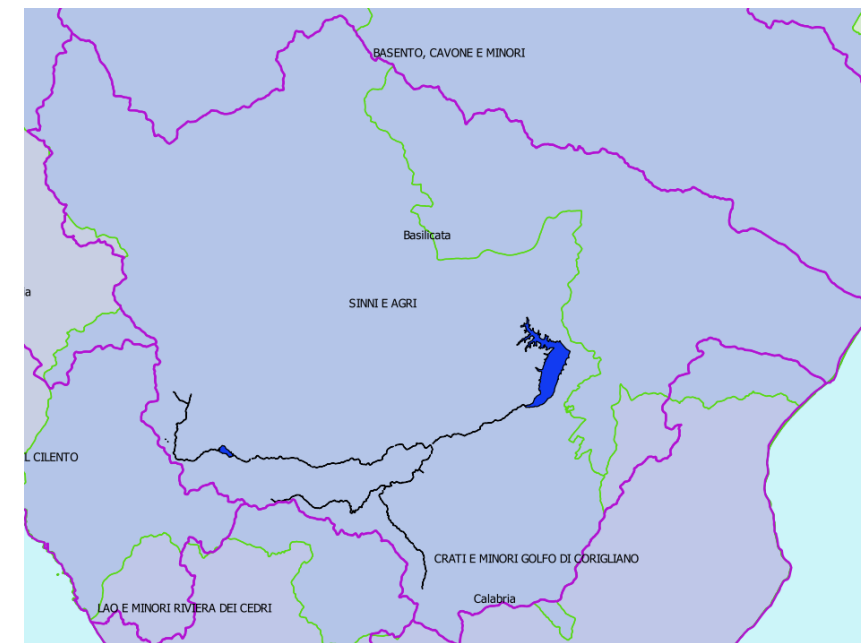 BASENTO, CAVONE E MINORI
Basilicata
a
SINNI E AGRI
L CILENTO
CRATI E MINORI GOLFO DI CORIGLIANO
Calabria
LAO E MINORI RIVIERA DEI CEDRI